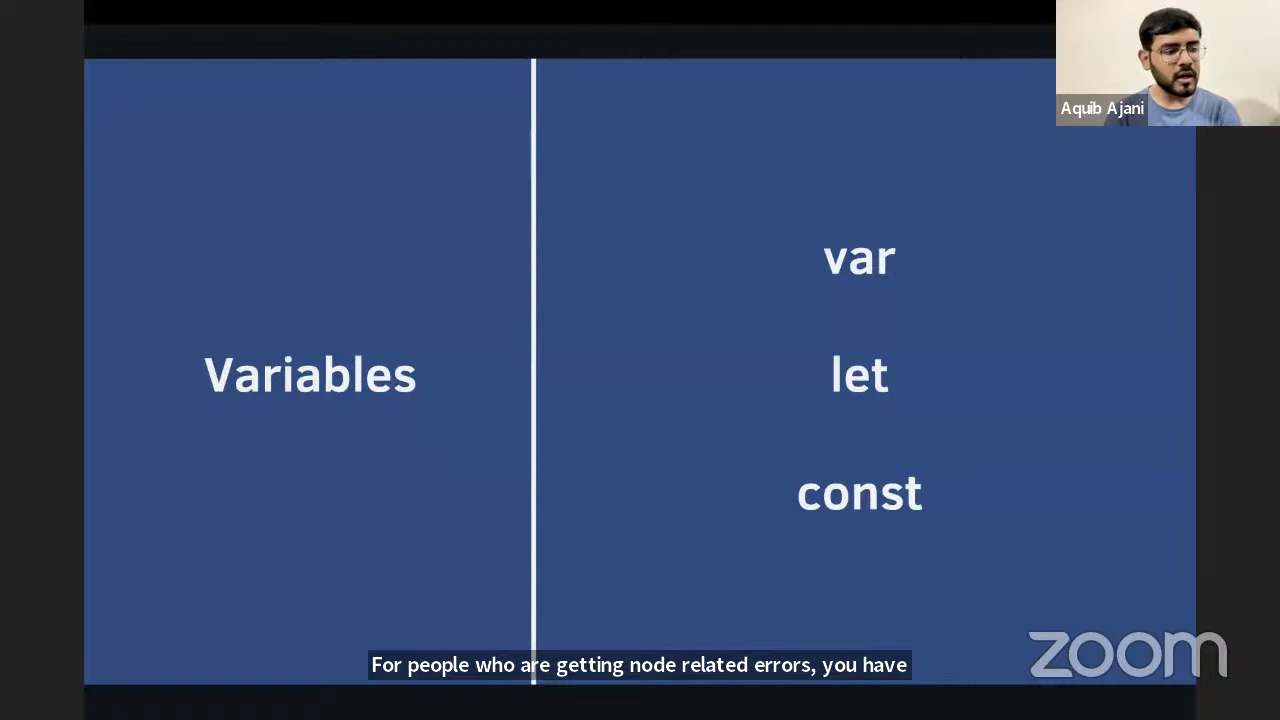 Aquib Ajani
var
Variables
let
const
For people who are getting node related errors, you have
zoom